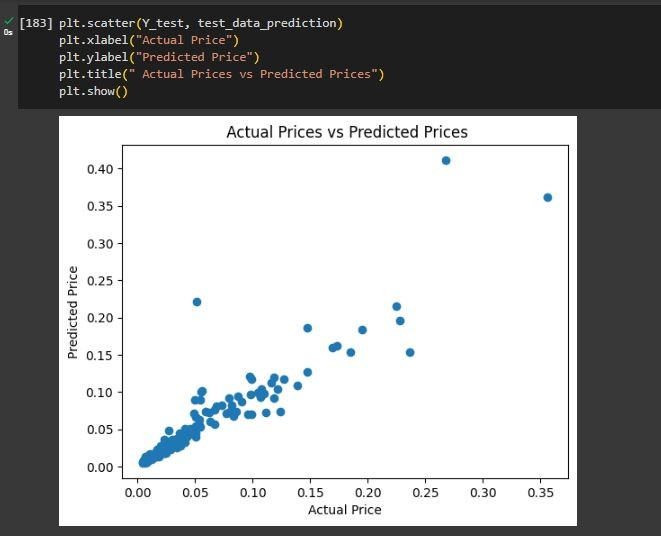 [183] plt.scatter(Y_test, test_data_prediction)
0s
plt.xlabel("Actual Price")
plt.ylabel("Predicted Price")
plt.title(" Actual Prices vs Predicted Prices")
plt.show()
Actual Prices vs Predicted Prices
0.40
0.35
0.30
0.25
0.20
0.15
0.10
0.05
0.00
Predicted Price
0.00 0.05 0.10 0.15 0.20 0.25 0.30 0.35
Actual Price